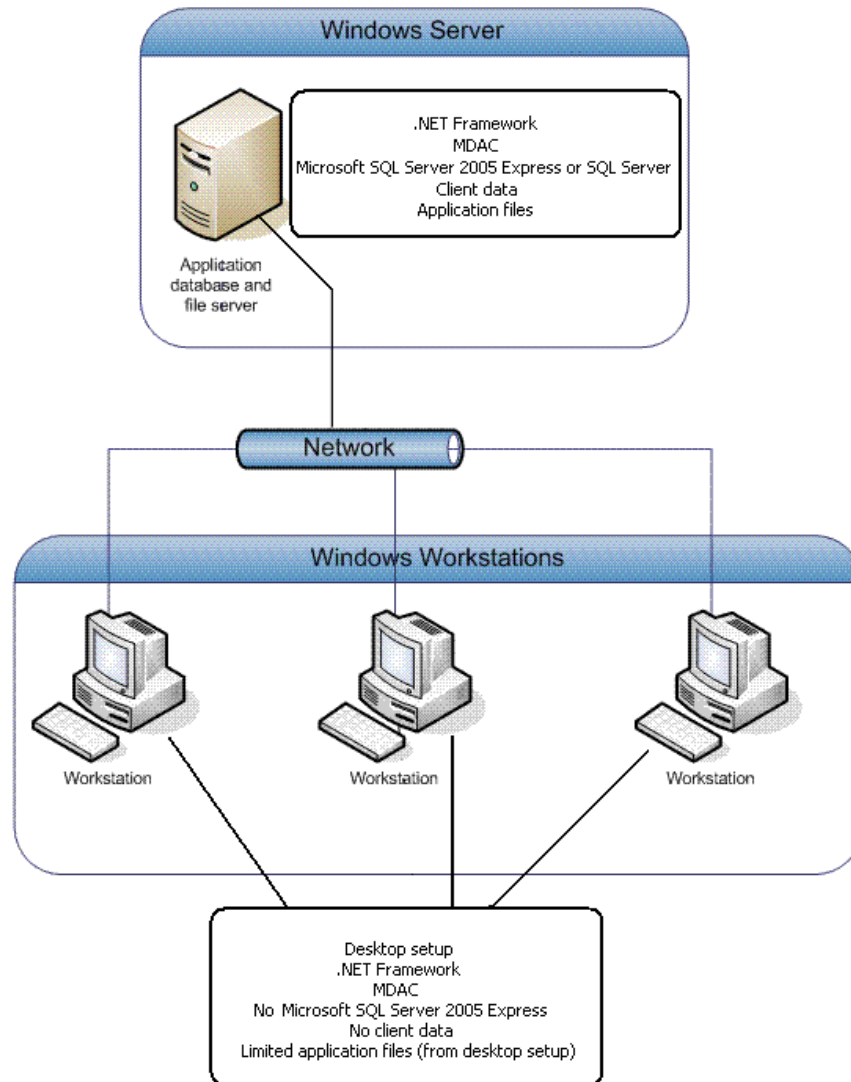 Windows Server
.NET Framework
MDAC
Microsoft SQL Server 2005 Express or SQL Server
Client data
Application files
Application
database and
file server
Network
Windows Workstations
Workstation
Workstation
Workstation
Desktop setup
.NET Framework
MDAC
No Microsoft SQL Server 2005 Express
No client data
Limited application files (from desktop setup)